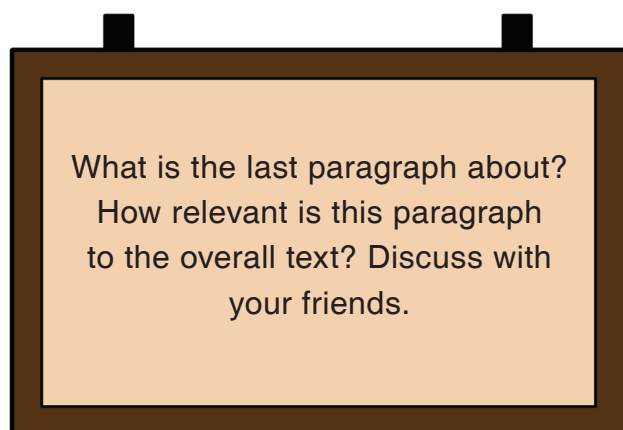 What is the last paragraph about?
How relevant is this paragraph
to the overall text? Discuss with
your friends.